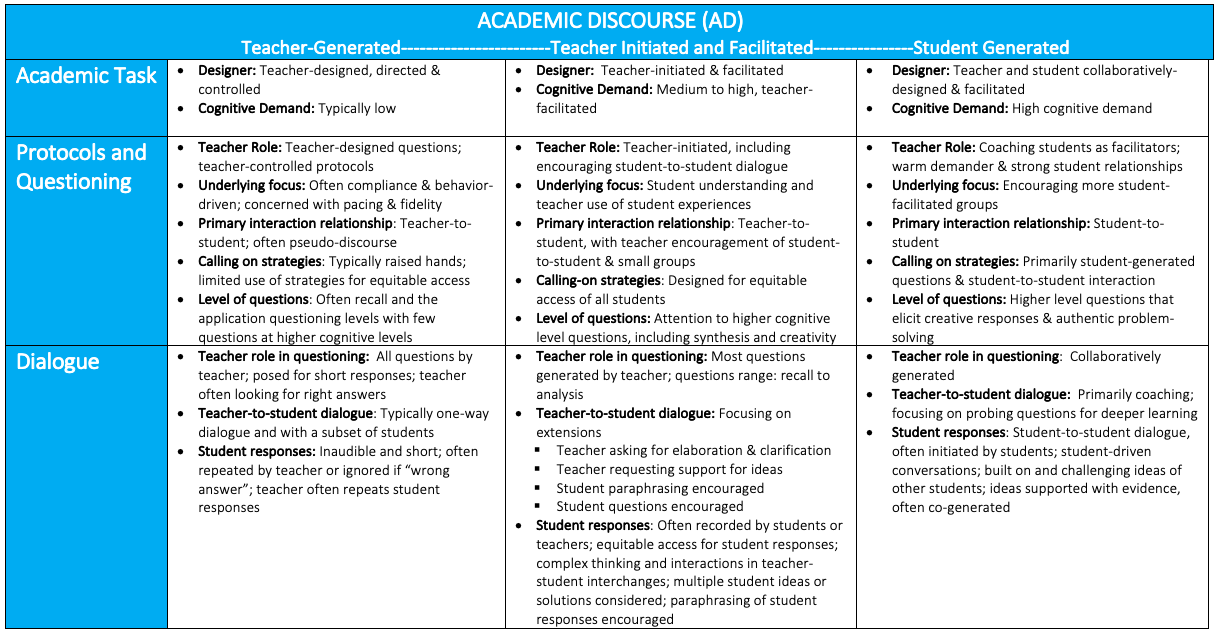 ACADEMIC DISCOURSE (AD)
Teacher-Generated------------------------Teacher Initiated and Facilitated----------------Student Generated
Academic Task
• Designer: Teacher-designed, directed &
controlled
• Cognitive Demand: Typically low
• Designer:  Teacher-initiated & facilitated
• Cognitive Demand: Medium to high, teacher-
facilitated
• Designer: Teacher and student collaboratively-
designed & facilitated
• Cognitive Demand: High cognitive demand
Protocols and
Questioning
• Teacher Role: Teacher-designed questions;
teacher-controlled protocols
• Underlying focus: Often compliance & behavior-
driven; concerned with pacing & fidelity
• Primary interaction relationship: Teacher-to-
student; often pseudo-discourse
• Calling on strategies: Typically raised hands;
limited use of strategies for equitable access
• Level of questions: Often recall and the
application questioning levels with few
questions at higher cognitive levels
• Teacher Role: Teacher-initiated, including
encouraging student-to-student dialogue
• Underlying focus: Student understanding and
teacher use of student experiences
• Primary interaction relationship: Teacher-to-
student, with teacher encouragement of student-
to-student & small groups
• Calling-on strategies: Designed for equitable
access of all students
• Level of questions: Attention to higher cognitive
level questions, including synthesis and creativity
• Teacher Role: Coaching students as facilitators;
warm demander & strong student relationships
• Underlying focus: Encouraging more student-
facilitated groups
• Primary interaction relationship: Student-to-
student
• Calling on strategies: Primarily student-generated
questions & student-to-student interaction
• Level of questions: Higher level questions that
elicit creative responses & authentic problem-
solving
Dialogue
• Teacher role in questioning:  All questions by
teacher; posed for short responses; teacher
often looking for right answers
• Teacher-to-student dialogue: Typically one-way
dialogue and with a subset of students
• Student responses: Inaudible and short; often
repeated by teacher or ignored if “wrong
answer”; teacher often repeats student
responses
• Teacher role in questioning: Most questions
generated by teacher; questions range: recall to
analysis
• Teacher-to-student dialogue: Focusing on
extensions
▪ Teacher asking for elaboration & clarification
▪ Teacher requesting support for ideas
▪ Student paraphrasing encouraged
▪ Student questions encouraged
• Student responses: Often recorded by students or
teachers; equitable access for student responses;
complex thinking and interactions in teacher-
student interchanges; multiple student ideas or
solutions considered; paraphrasing of student
responses encouraged
• Teacher role in questioning:  Collaboratively
generated
• Teacher-to-student dialogue:  Primarily coaching;
focusing on probing questions for deeper learning
• Student responses: Student-to-student dialogue,
often initiated by students; student-driven
conversations; built on and challenging ideas of
other students; ideas supported with evidence,
often co-generated